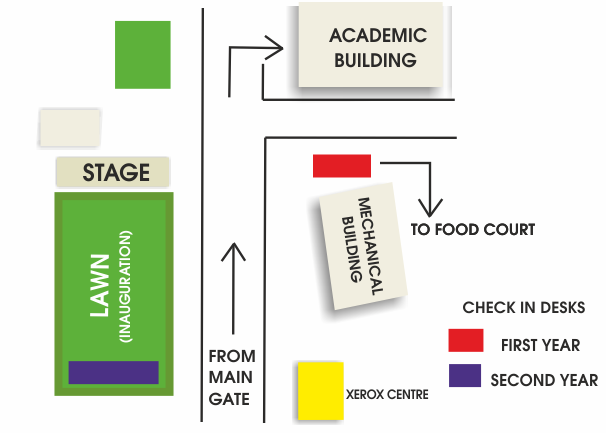 ACADEMIC
BUILDING
STAGE
MECHANICAL
BUILDING
TO FOOD COURT
LAWN
(INAUGURATION)
CHECK IN DESKS
FIRST YEAR
SECOND YEAR
FROM
MAIN
GATE
XEROX CENTRE